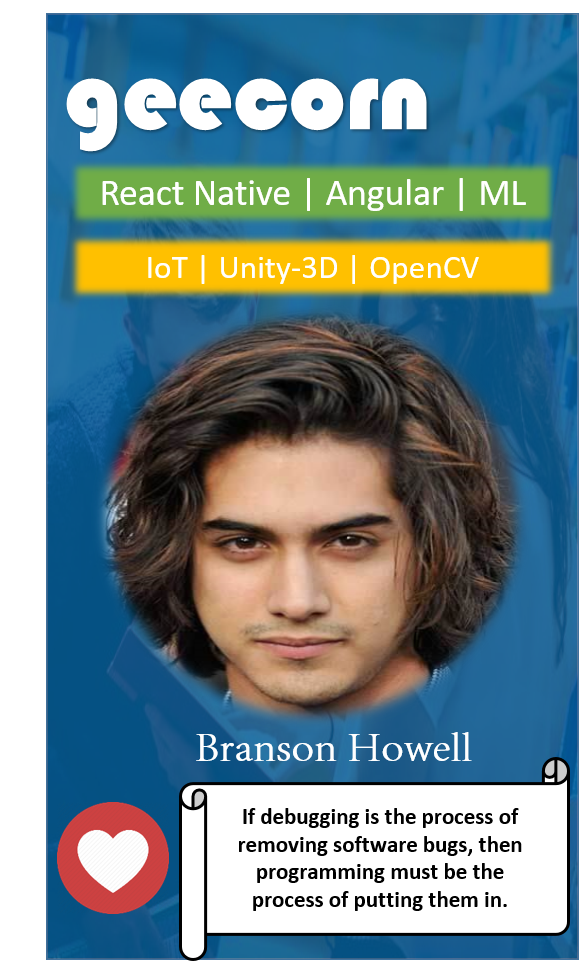 geecorn
React Native | Angular | ML
IoT | Unity-3D | OpenCV
Branson Howell
If debugging is the process of
removing software bugs, then
programming must be the
process of putting them in.